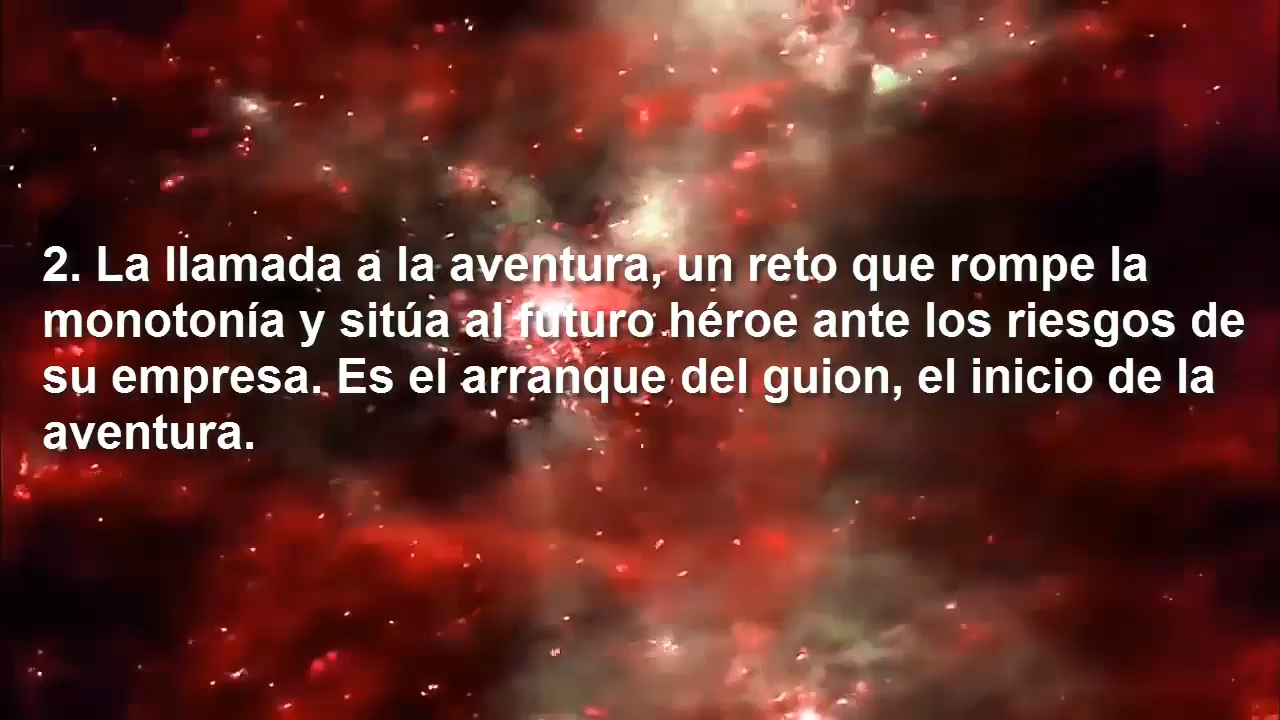 2. La llamada a la aventura, un reto que rompe la
monotonía y sitúa al futuro héroe ante los riesgos de
su empresa. Es el arranque del guion, el inicio de la
aventura.